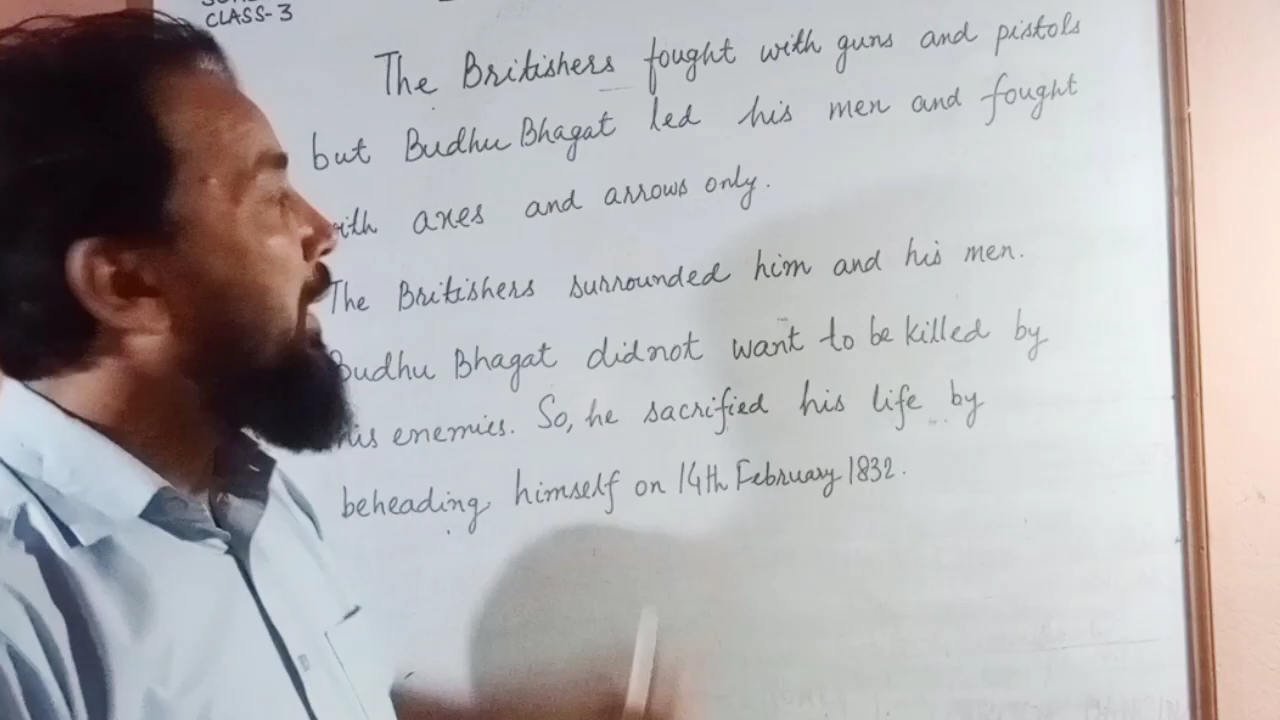 CLASS-3
The Britishers fought with guns and pistols
but Budhu Bhagat led his men and fought
with axes and arrows only.
The Britishers surrounded him and his men.
Budhu Bhagat did not want to be killed by
his enemies. So, he sacrified his life by
beheading himself on 14th February 1832.